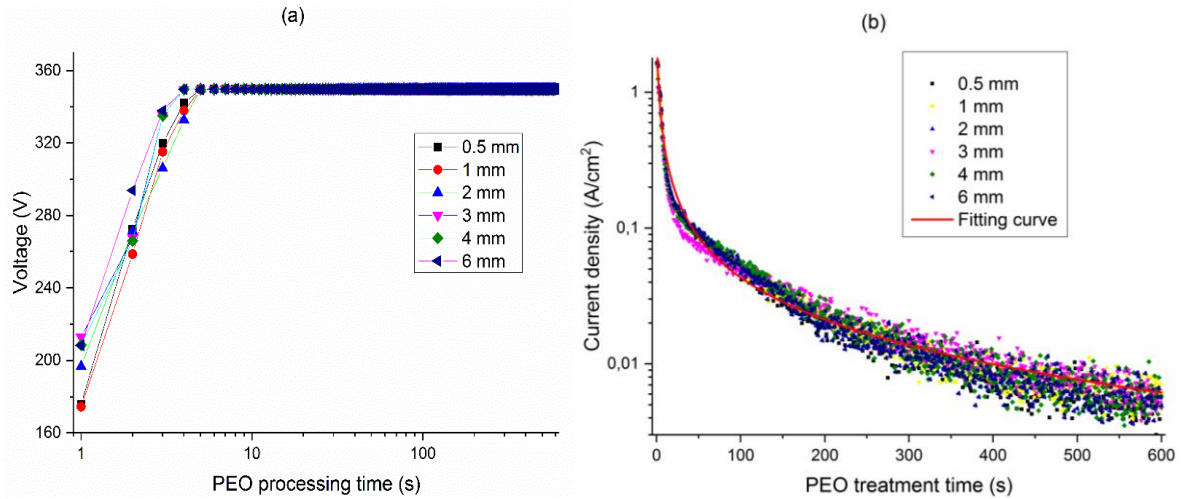 (a)
360
320
280
240
200
160
Voltage (V)
0.5 mm
1 mm
2 mm
3 mm
4 mm
6 mm
1 10 100
PEO processing time (s)
(b)
1
0,1
0,01
Current density (A/cm²)
0.5 mm
1 mm
2 mm
3 mm
4 mm
6 mm
Fitting curve
0 100 200 300 400 500 600
PEO treatment time (s)